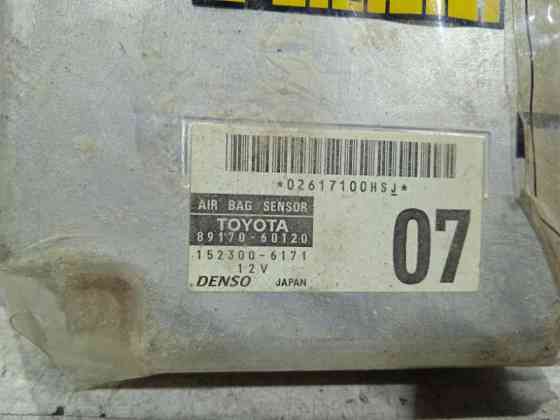 *02617100HSJ*
AIR BAG SENSOR
TOYOTA
89170-60120
152300-6171
12V
DENSO JAPAN
07